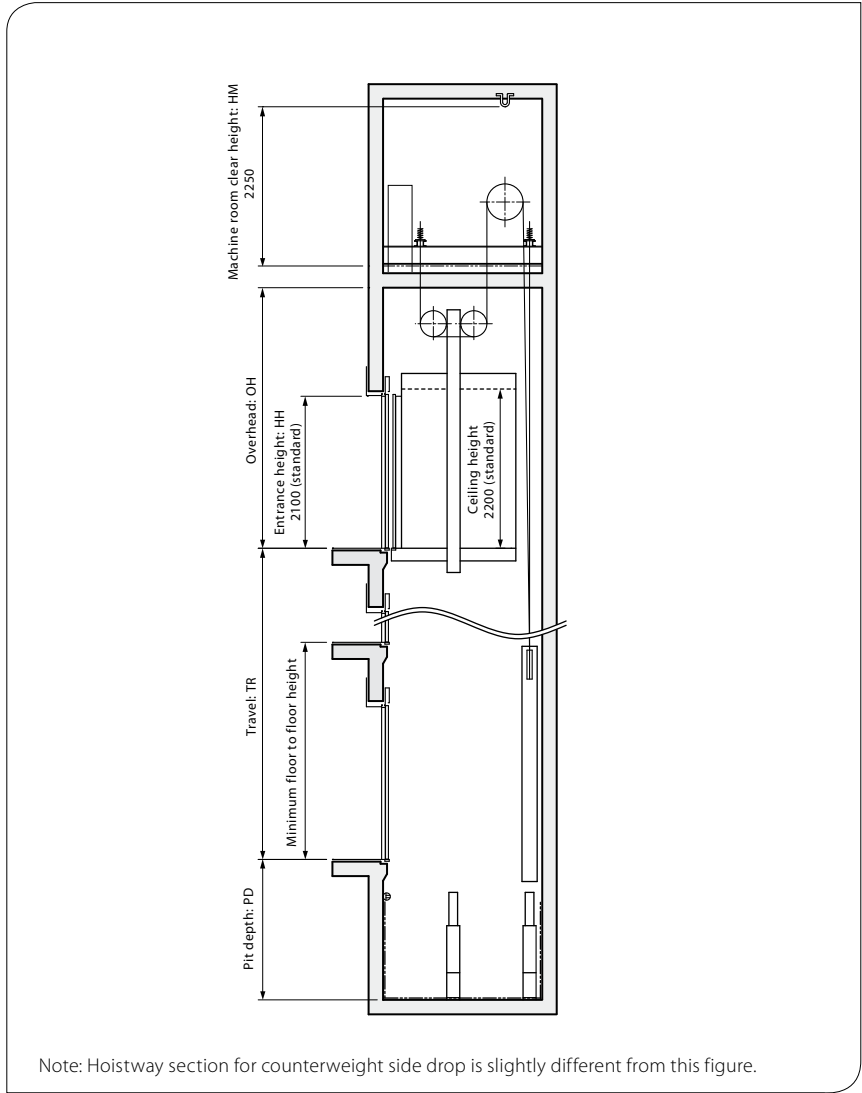 Machine room clear height: HM
2250
Overhead: OH
Entrance height: HH
2100 (standard)
Ceiling height
2200 (standard)
Travel: TR
Minimum floor to floor height
Pit depth: PD
Note: Hoistway section for counterweight side drop is slightly different from this figure.